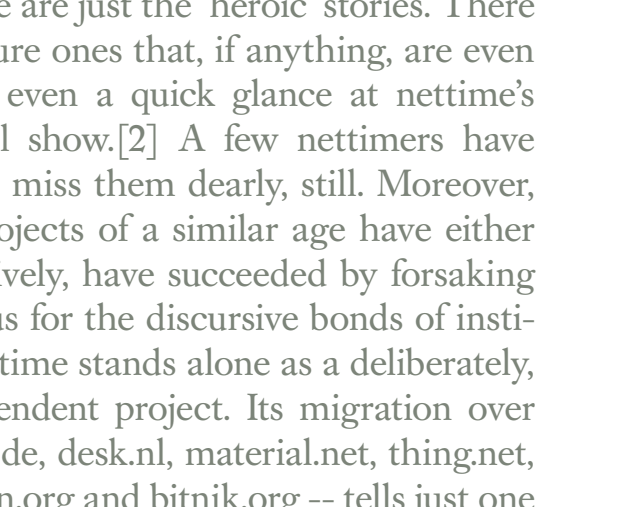 e are just the 'heroic' stories. There
ure ones that, if anything, are even
even a quick glance at nettime's
l show.[2] A few nettimers have
miss them dearly, still. Moreover,
ojects of a similar age have either
ively, have succeeded by forsaking
us for the discursive bonds of insti-
time stands alone as a deliberately,
endent project. Its migration over
de, desk.nl, material.net, thing.net,
n.org and bitnik.org -- tells just one